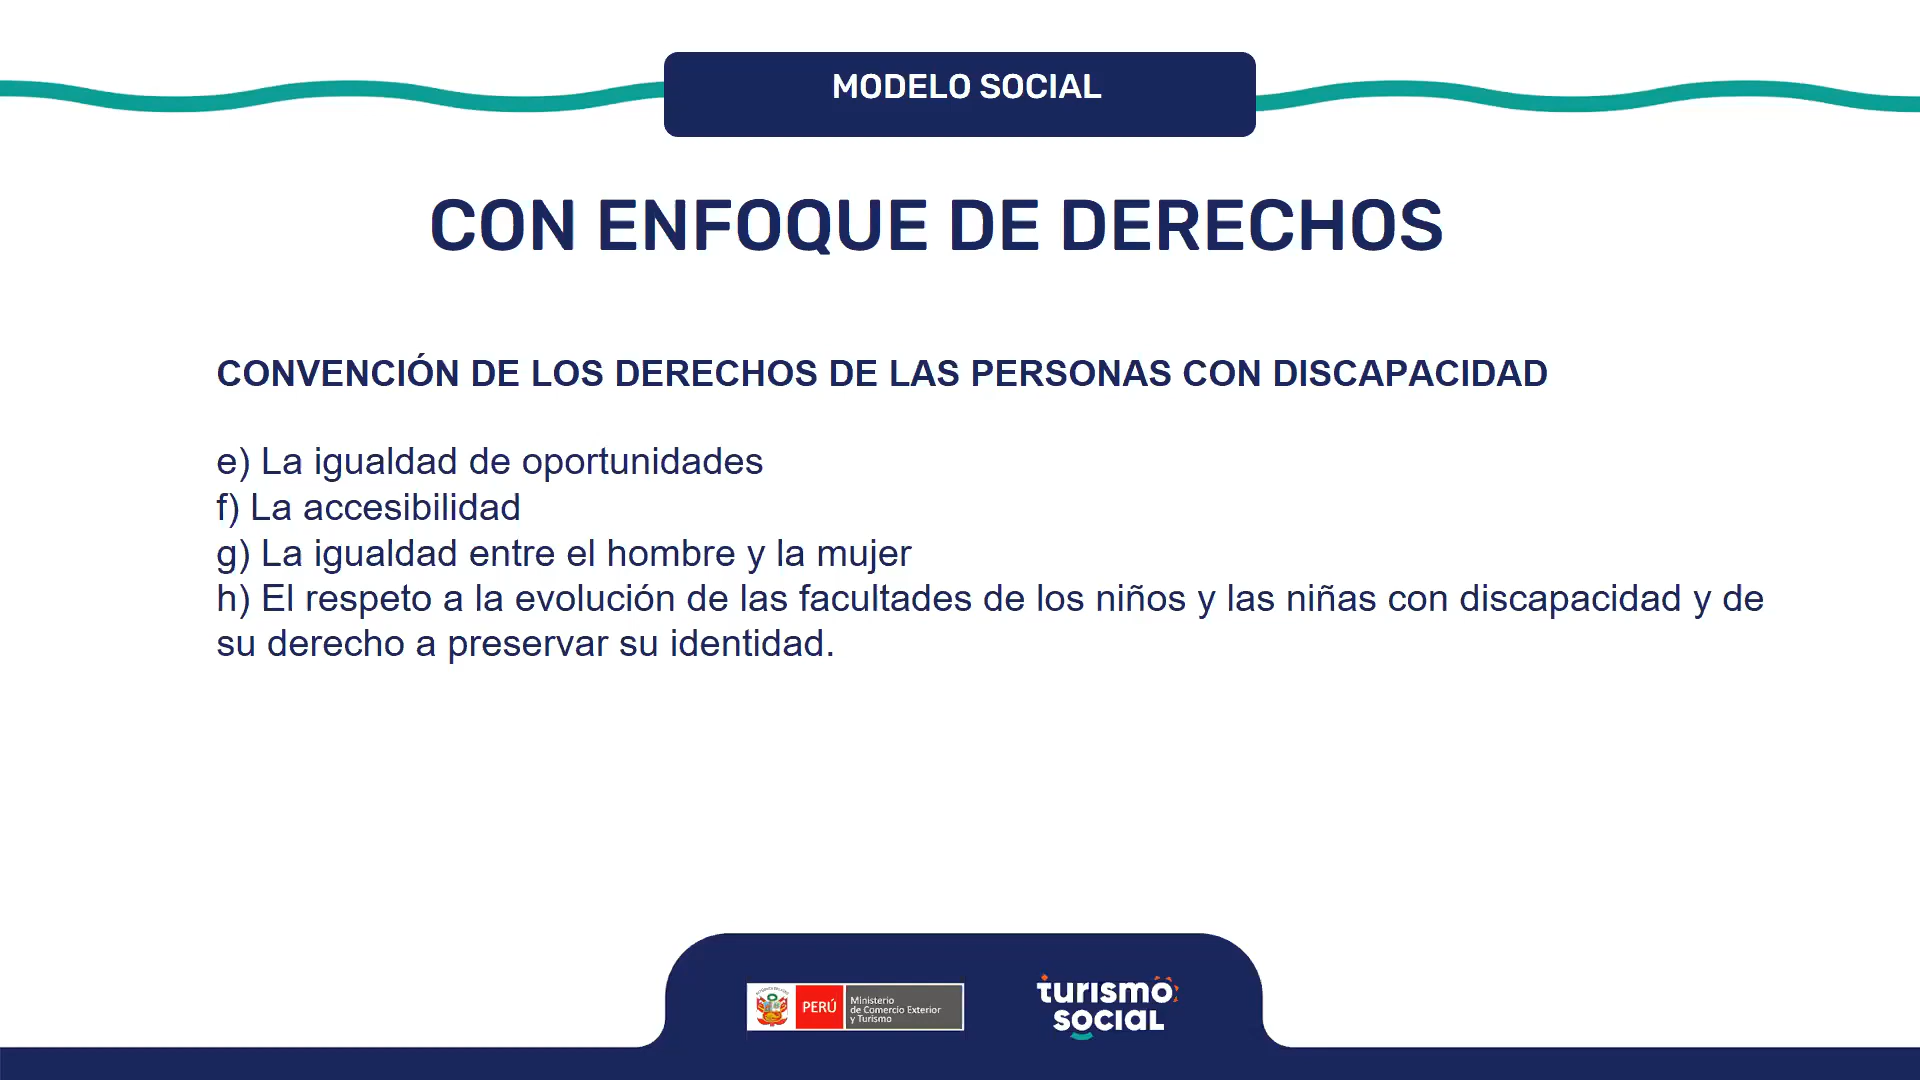 MODELO SOCIAL
CON ENFOQUE DE DERECHOS
CONVENCIÓN DE LOS DERECHOS DE LAS PERSONAS CON DISCAPACIDAD
e) La igualdad de oportunidades
f) La accesibilidad
g) La igualdad entre el hombre y la mujer
h) El respeto a la evolución de las facultades de los niños y las niñas con discapacidad y de
su derecho a preservar su identidad.
PERÚ
Ministerio
de Comercio Exterior
y Turismo
turismo
social